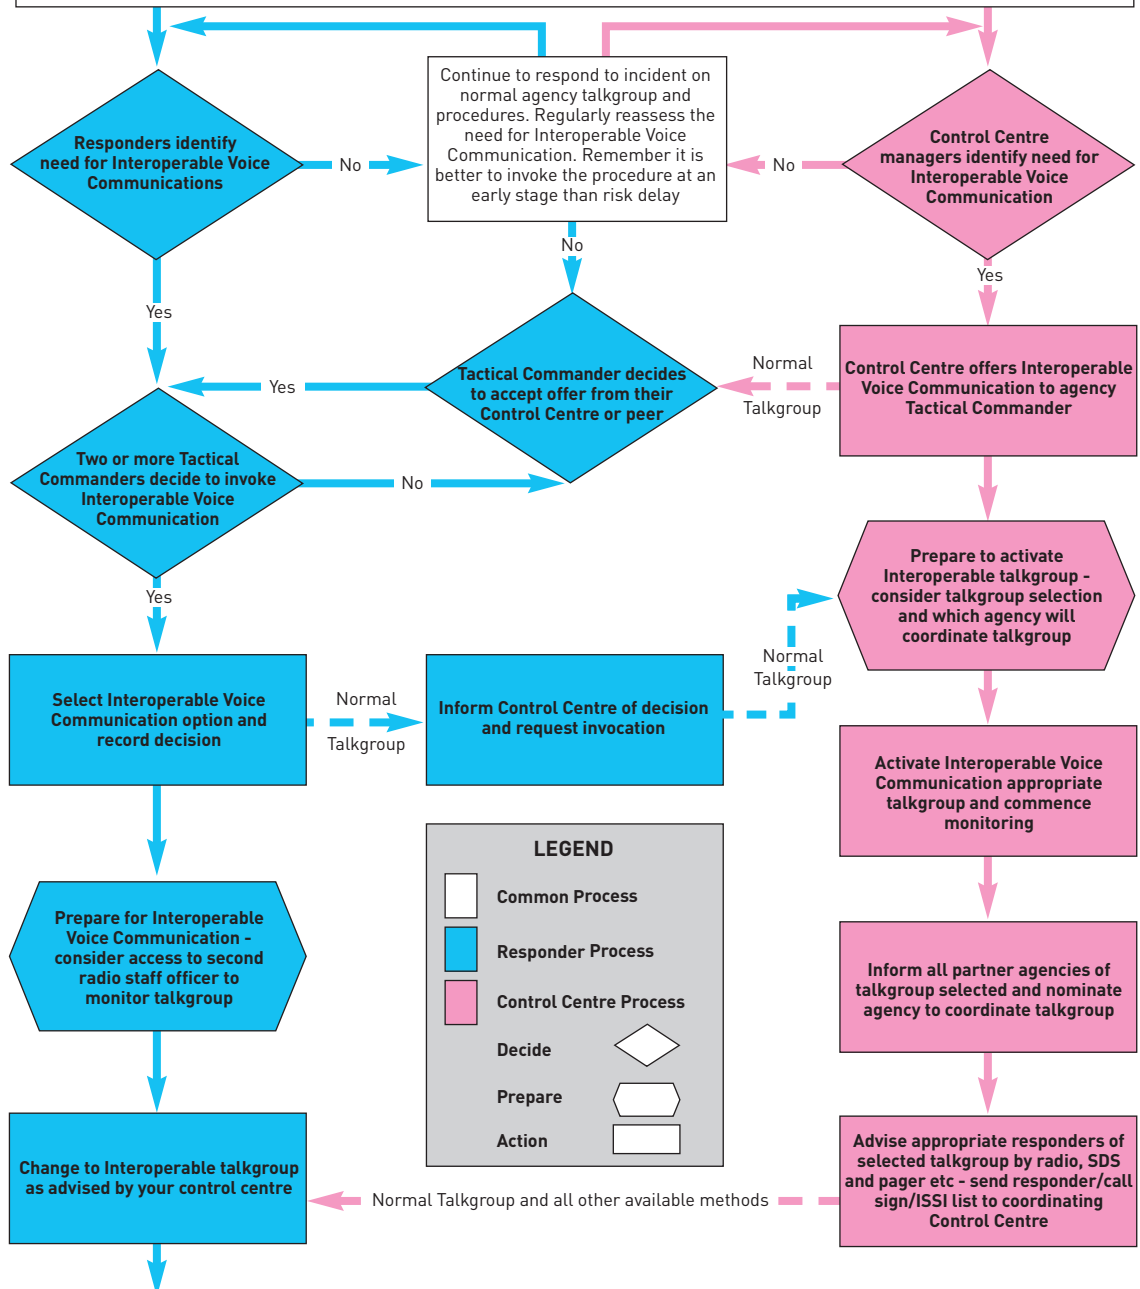 Continue to respond to incident on
normal agency talkgroup and
procedures. Regularly reassess the
need for Interoperable Voice
Communication. Remember it is
better to invoke the procedure at an
early stage than risk delay
Responders identify
need for Interoperable Voice
Communications
No
No
Control Centre
managers identify need for
Interoperable Voice
Communication
No
Yes
Yes
Tactical Commander decides
to accept offer from their
Control Centre or peer
Yes
Normal
Talkgroup
Control Centre offers Interoperable
Voice Communication to agency
Tactical Commander
Two or more Tactical
Commanders decide to invoke
Interoperable Voice
Communication
No
Yes
Prepare to activate
Interoperable talkgroup -
consider talkgroup selection
and which agency will
coordinate talkgroup
Select Interoperable Voice
Communication option and
record decision
Normal
Talkgroup
Inform Control Centre of decision
and request invocation
Normal
Talkgroup
Activate Interoperable Voice
Communication appropriate
talkgroup and commence
monitoring
LEGEND
Common Process
Responder Process
Control Centre Process
Decide
Prepare
Action
Prepare for Interoperable
Voice Communication -
consider access to second
radio staff officer to
monitor talkgroup
Inform all partner agencies of
talkgroup selected and nominate
agency to coordinate talkgroup
Change to Interoperable talkgroup
as advised by your control centre
Normal Talkgroup and all other available methods
Advise appropriate responders of
selected talkgroup by radio, SDS
and pager etc - send responder/call
sign/ISSI list to coordinating
Control Centre